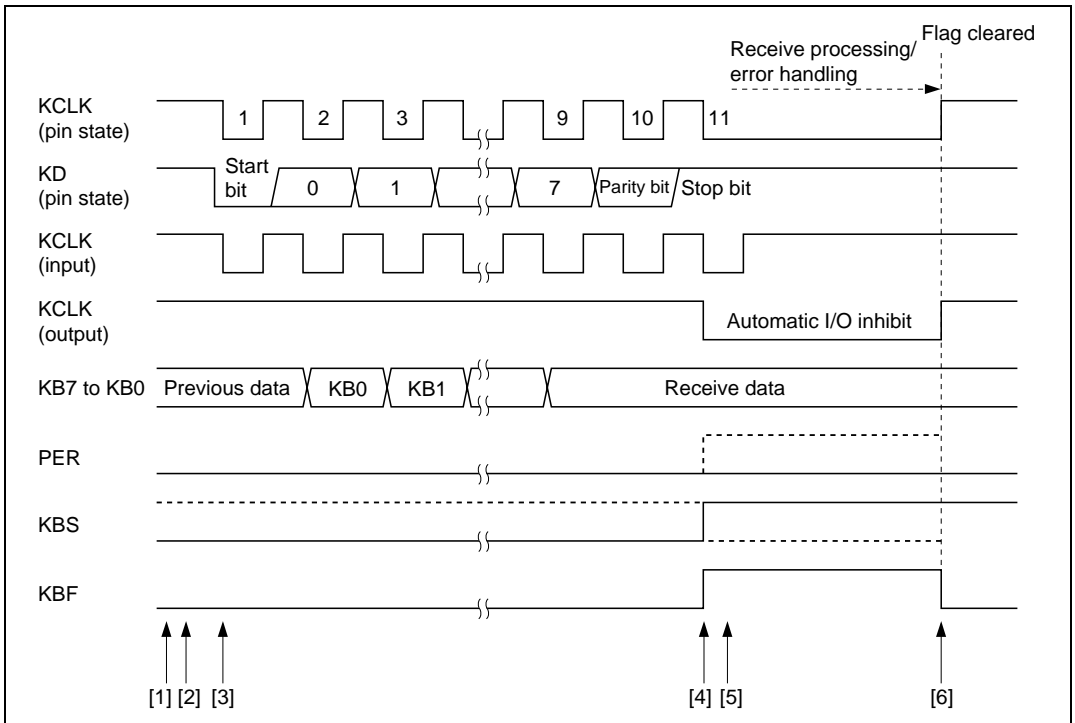 Flag cleared
Receive processing/
error handling
KCLK
(pin state)
1 2 3 9 10 11
KD
(pin state)
Start
bit
0 1 7 Parity bit Stop bit
KCLK
(input)
KCLK
(output)
Automatic I/O inhibit
KB7 to KB0 Previous data KB0 KB1 Receive data
PER
KBS
KBF
[1] [2] [3] [4] [5] [6]